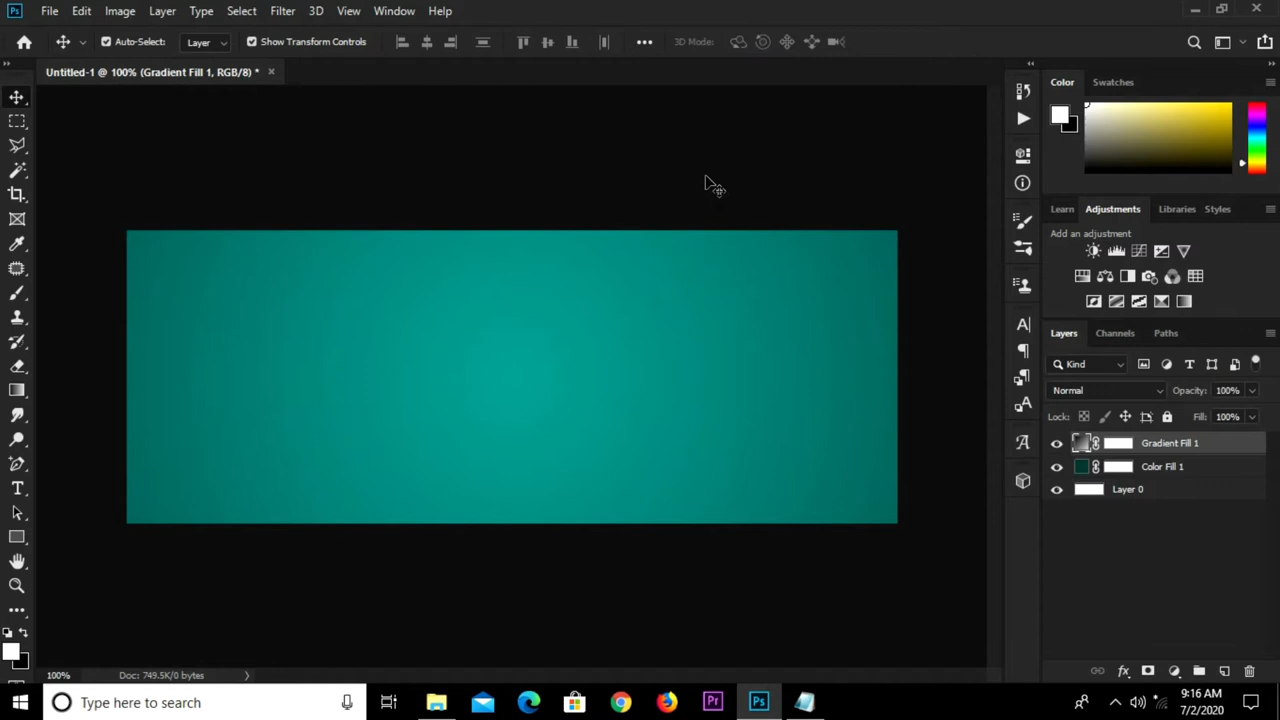 Ps File Edit Image Layer Type Select Filter 3D View Window Help
Auto-Select: Layer Show Transform Controls 3D Mode:
Untitled-1 @ 100% (Gradient Fill 1, RGB/8) *
Color Swatches
Learn Adjustments Libraries Styles
Add an adjustment
Layers Channels Paths
Kind
Normal Opacity: 100%
Lock: Fill: 100%
Gradient Fill 1
Color Fill 1
Layer 0
100% Doc: 749.5K/0 bytes
Type here to search
Pr Ps
9:16 AM
7/2/2020